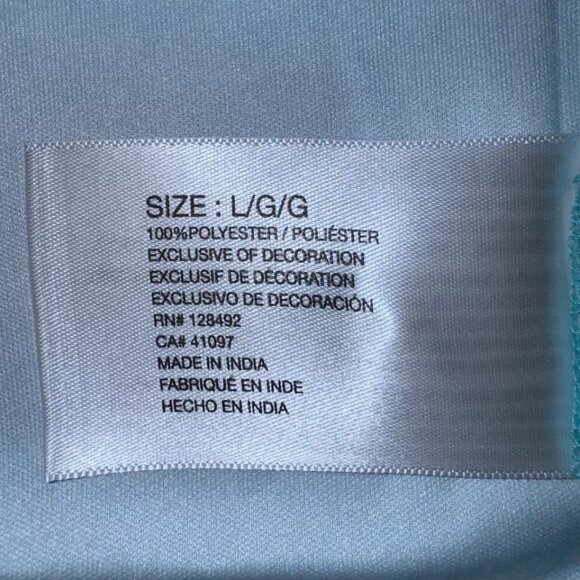 SIZE : L/G/G
100%POLYESTER / POLIÉSTER
EXCLUSIVE OF DECORATION
EXCLUSIF DE DÉCORATION
EXCLUSIVO DE DECORACIÓN
RN# 128492
CA# 41097
MADE IN INDIA
FABRIQUÉ EN INDE
HECHO EN INDIA